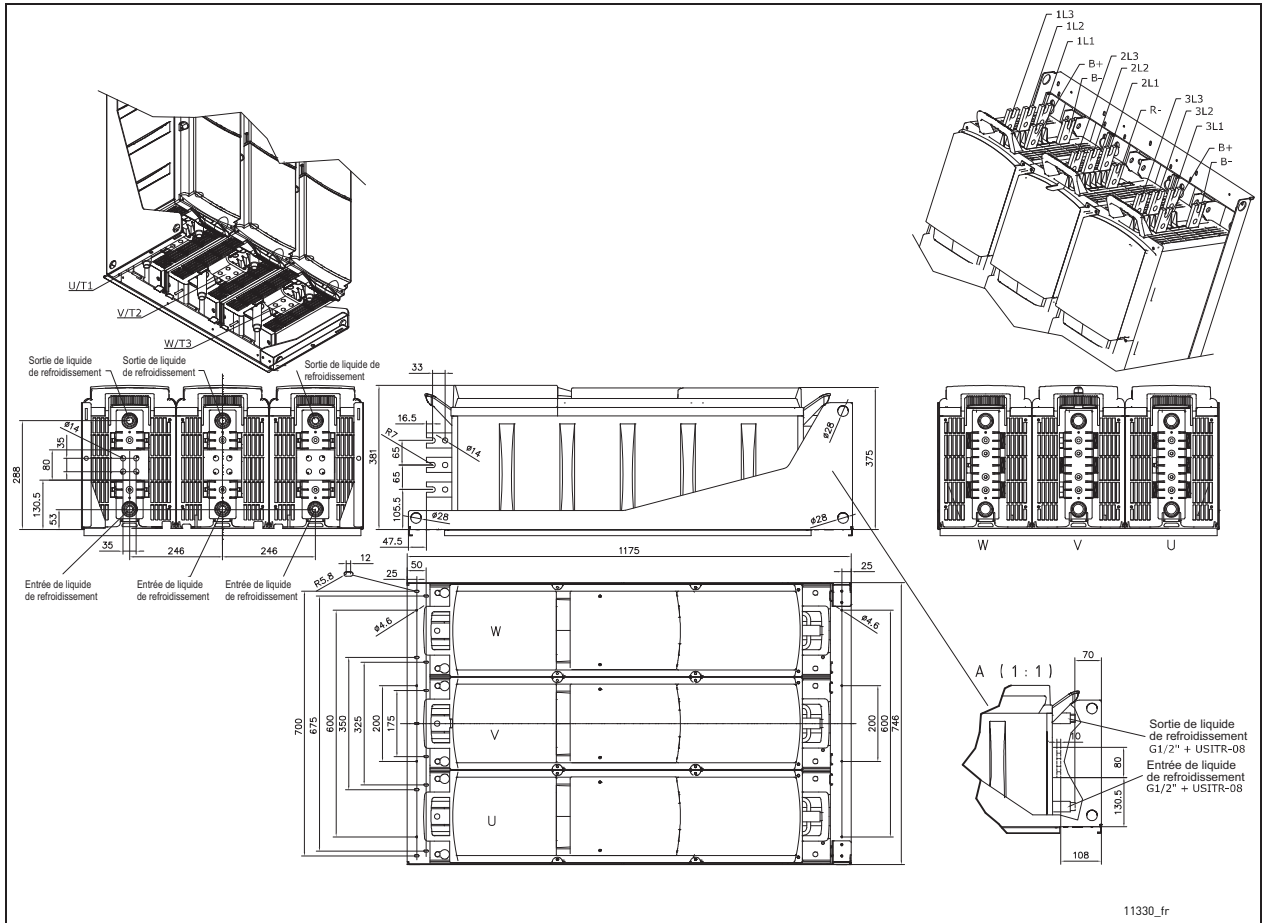 1L3
1L2
1L1
B+
B-
2L3
2L2
2L1
R-
3L3
3L2
3L1
B+
B-
U/T1
V/T2
W/T3
Sortie de liquide
de refroidissement
Sortie de liquide
de refroidissement
Sortie de liquide de
refroidissement
ø14
35
80
288
130.5
53
35
246
246
Entrée de liquide
de refroidissement
Entrée de liquide
de refroidissement
Entrée de liquide
de refroidissement
33
16.5
R7
65
65
ø14
381
105.5
ø28
47.5
ø28
375
ø28
1175
W
V
U
12
R5.8
25
50
25
ø4.6
ø4.6
W
V
U
700
675
600
350
325
200
175
200
600
746
A (1:1)
70
10
80
130.5
108
Sortie de liquide
de refroidissement
G1/2" + USITR-08
Entrée de liquide
de refroidissement
G1/2" + USITR-08
11330_fr